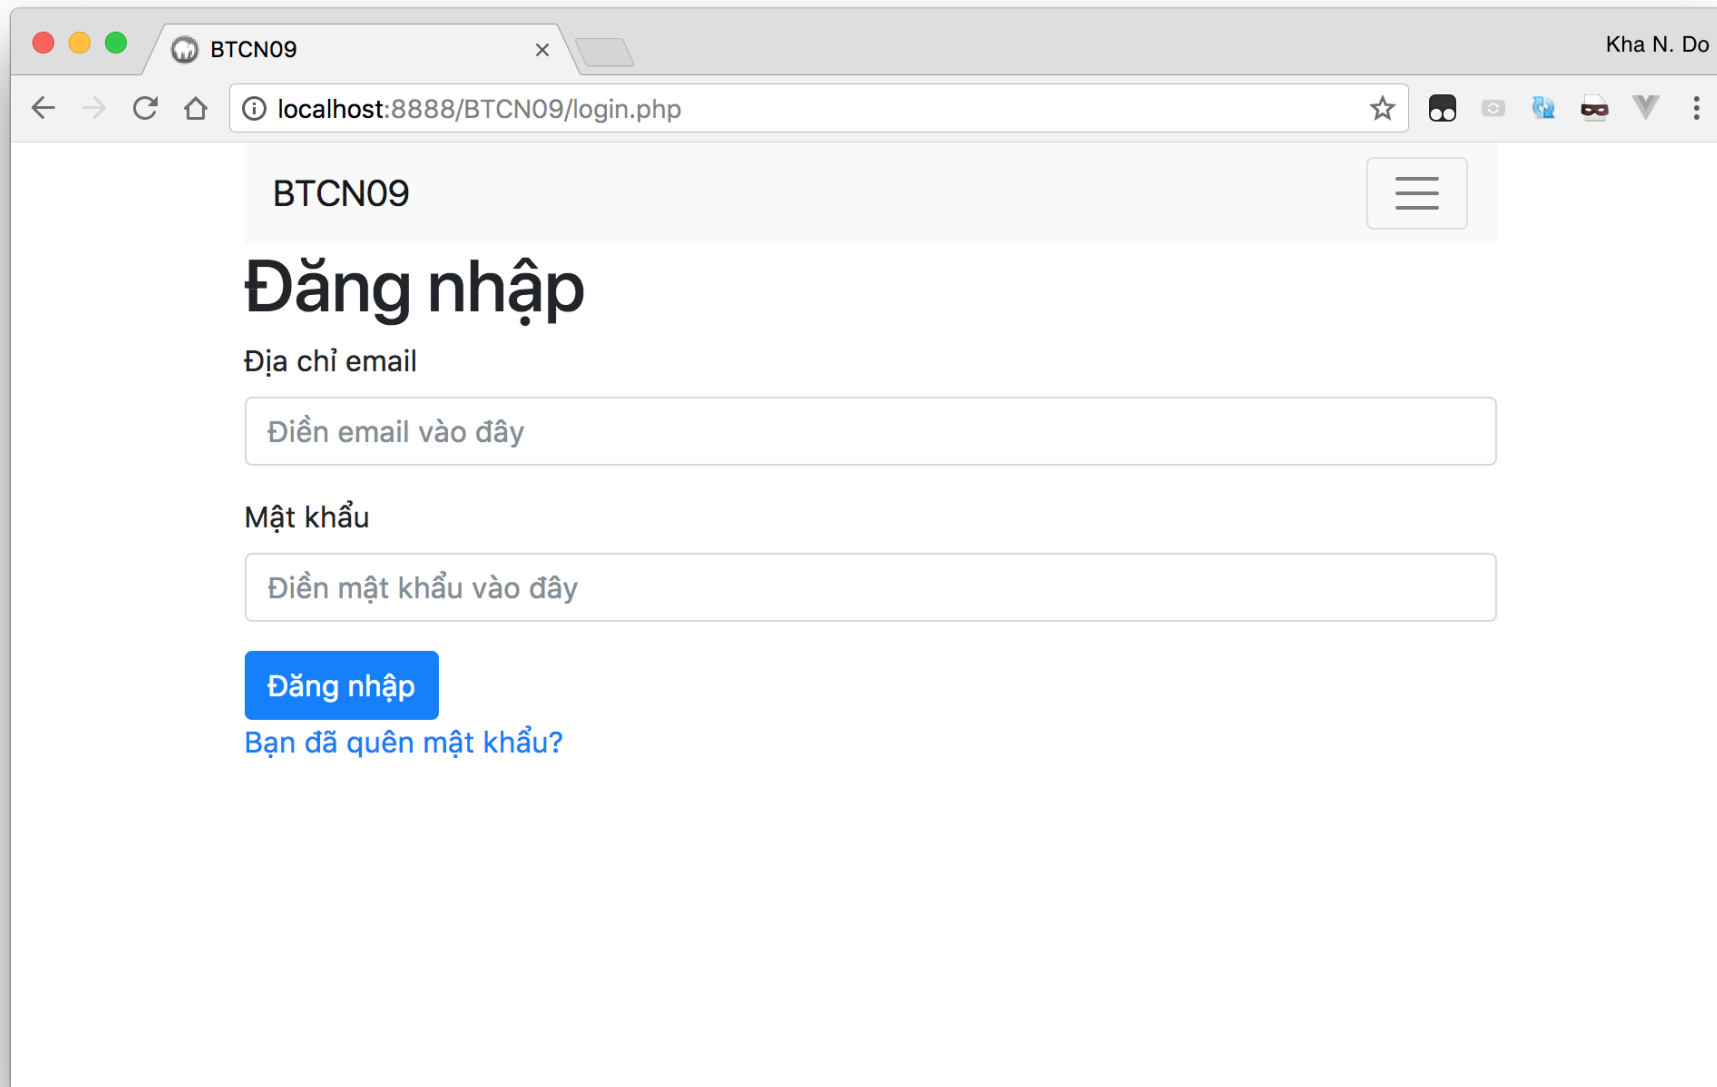 BTCN09
Kha N. Do
localhost:8888/BTCN09/login.php
BTCN09
Đăng nhập
Địa chỉ email
Điền email vào đây
Mật khẩu
Điền mật khẩu vào đây
Đăng nhập
Bạn đã quên mật khẩu?